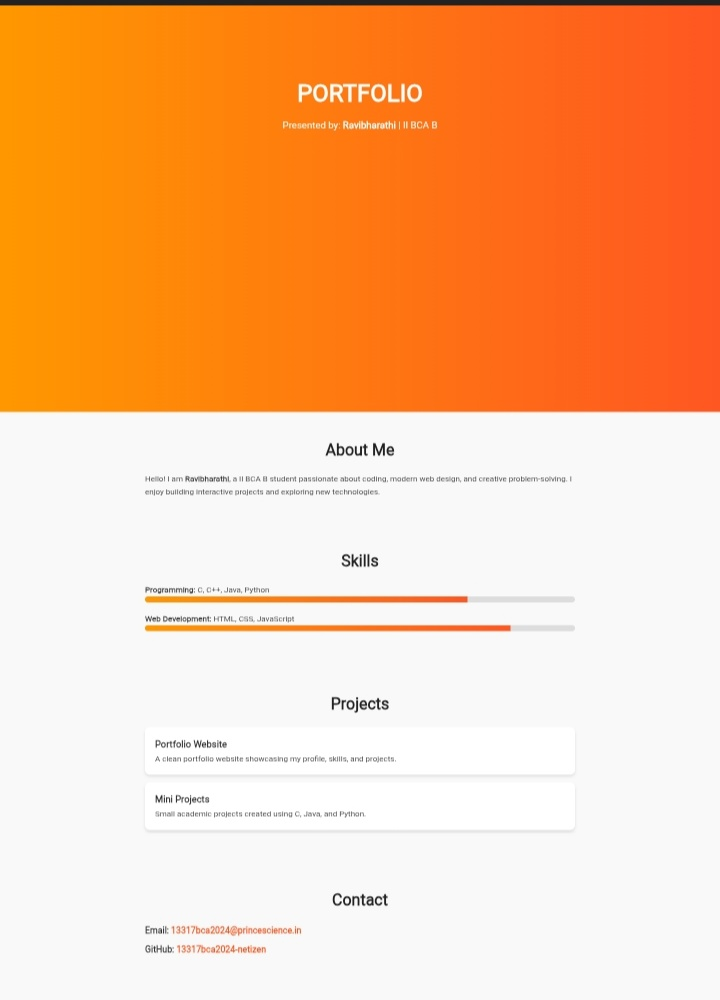 PORTFOLIO
Presented by: Ravibharathi | II BCA B
About Me
Hello! I am Ravibharathi, a II BCA B student passionate about coding, modern web design, and creative problem-solving. I
enjoy building interactive projects and exploring new technologies.
Skills
Programming: C, C++, Java, Python
Web Development: HTML, CSS, JavaScript
Projects
Portfolio Website
A clean portfolio website showcasing my profile, skills, and projects.
Mini Projects
Small academic projects created using C, Java, and Python.
Contact
Email: 13317bca2024@princescience.in
GitHub: 13317bca2024-netizen